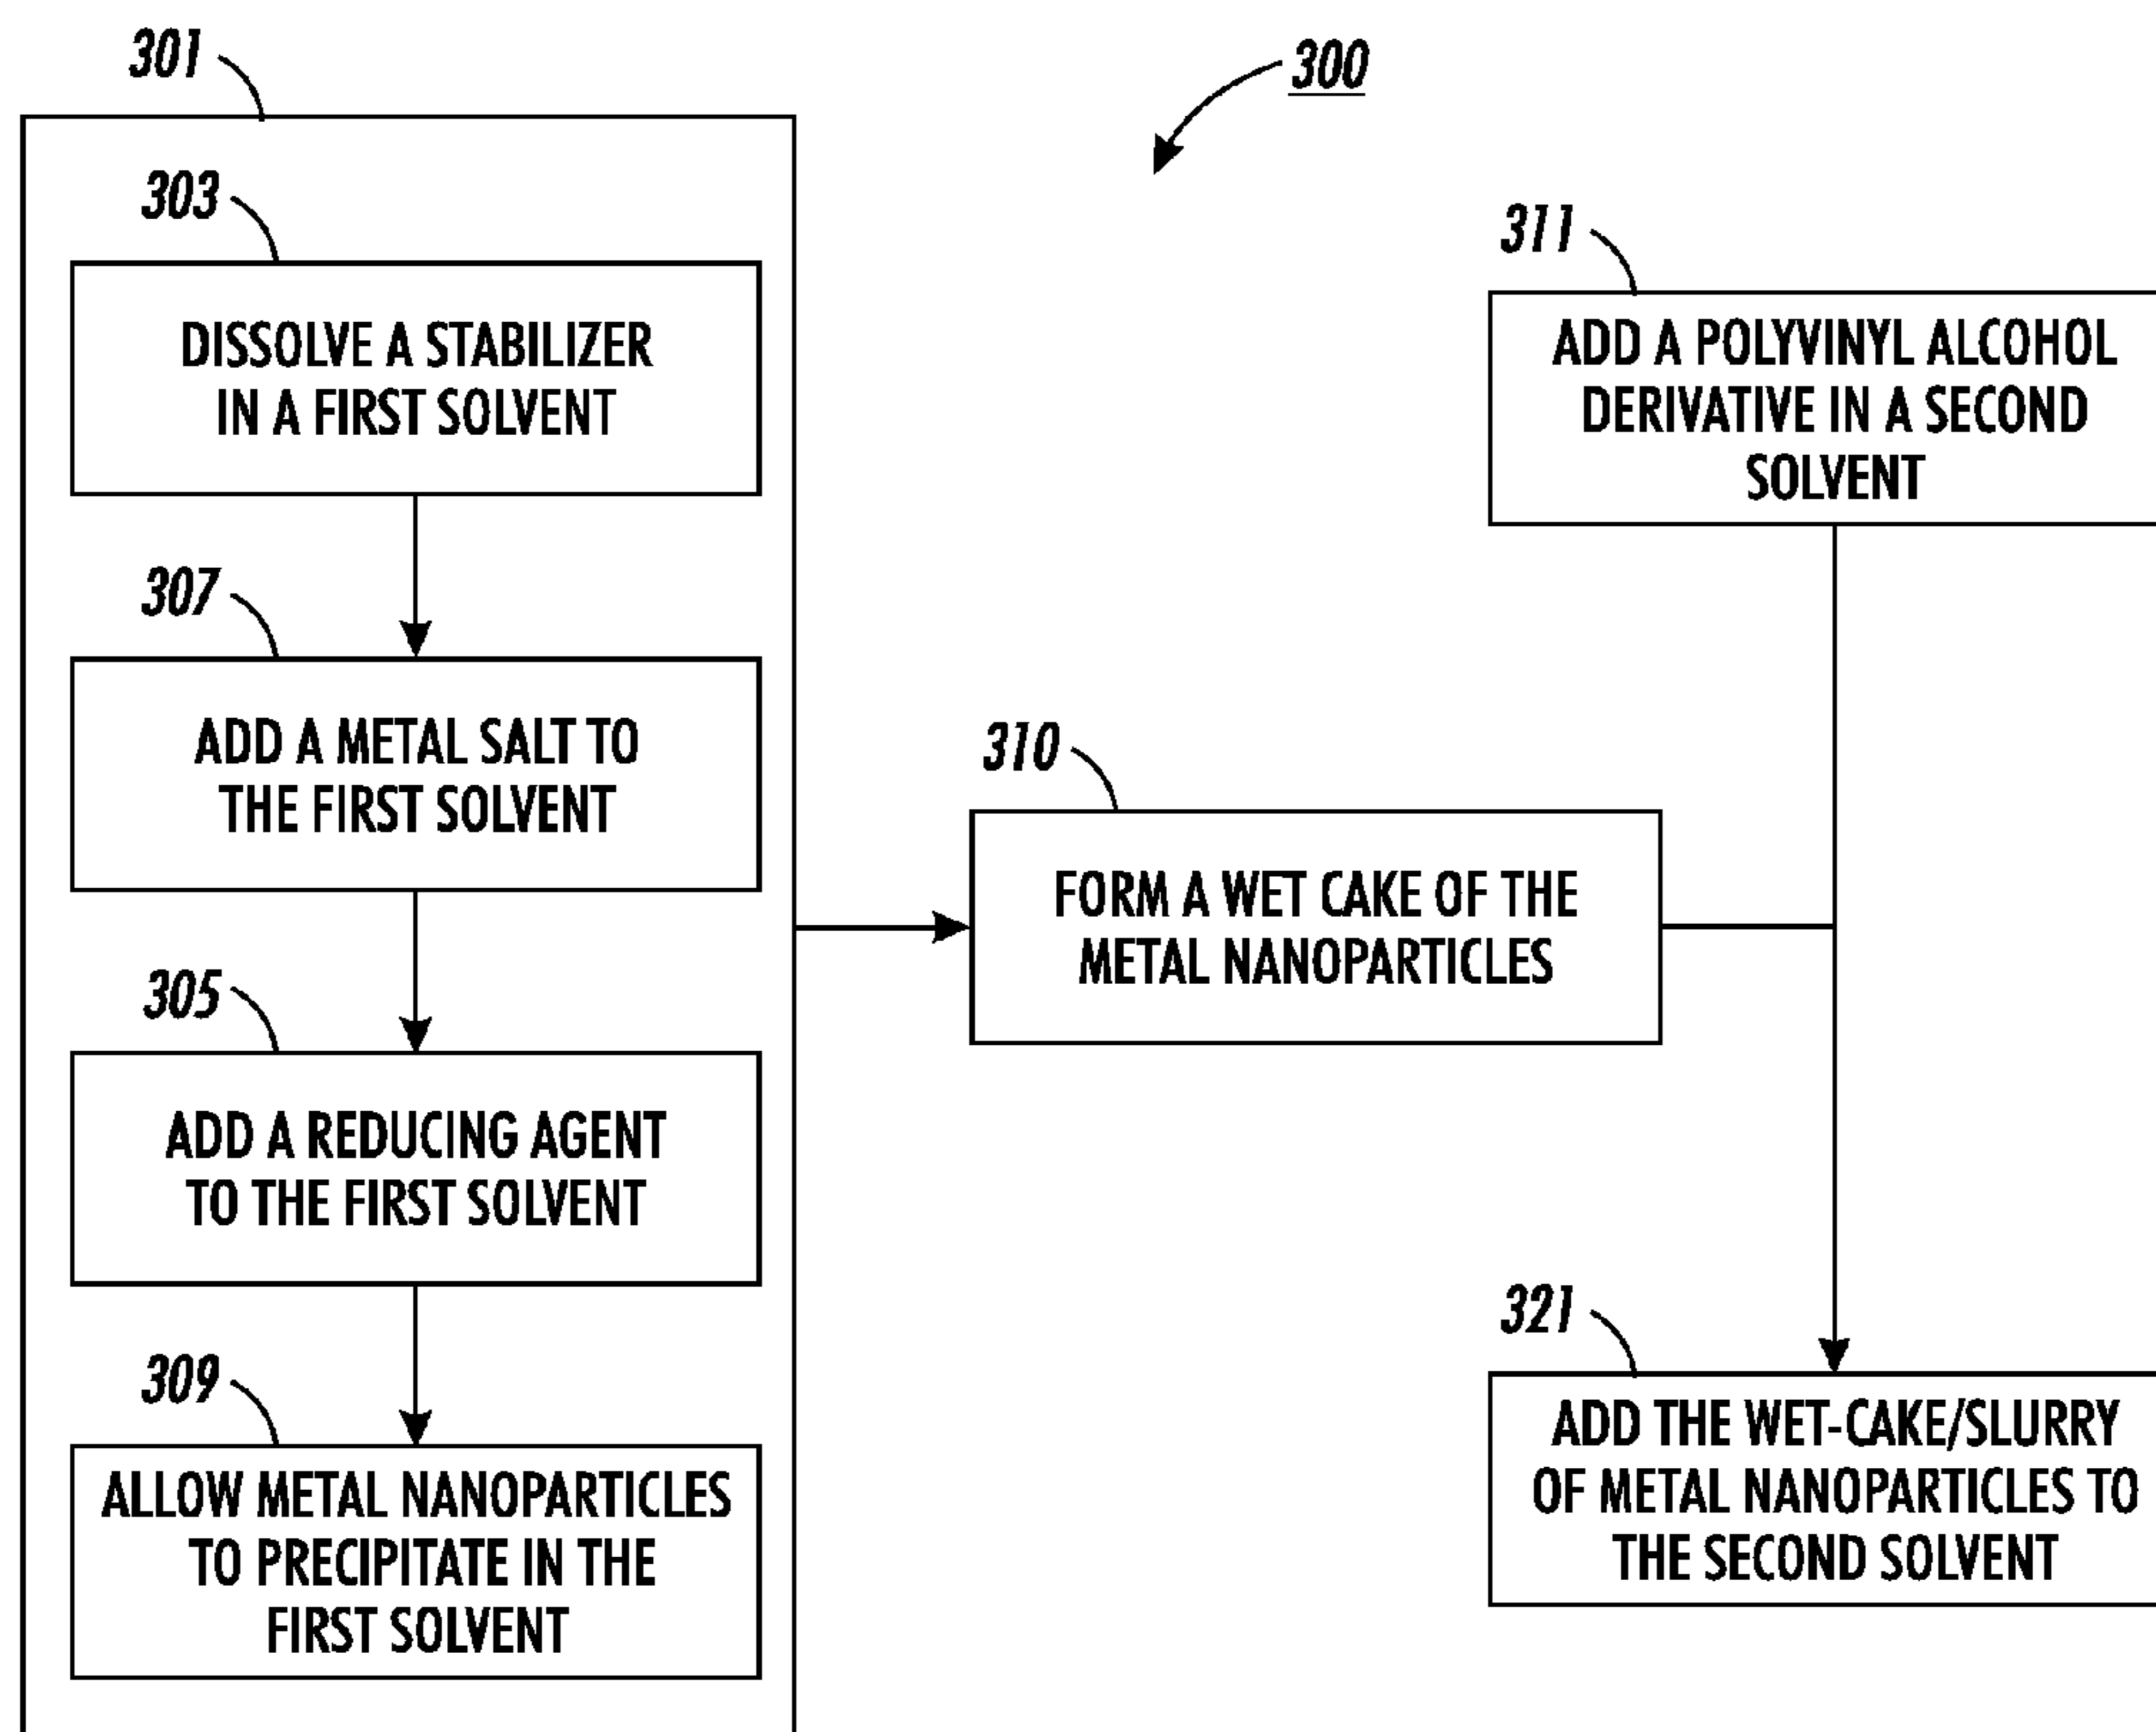 301
300
303
DISSOLVE A STABILIZER
IN A FIRST SOLVENT
307
ADD A METAL SALT TO
THE FIRST SOLVENT
305
ADD A REDUCING AGENT
TO THE FIRST SOLVENT
309
ALLOW METAL NANOPARTICLES
TO PRECIPITATE IN THE
FIRST SOLVENT
310
FORM A WET CAKE OF THE
METAL NANOPARTICLES
311
ADD A POLYVINYL ALCOHOL
DERIVATIVE IN A SECOND
SOLVENT
321
ADD THE WET-CAKE/SLURRY
OF METAL NANOPARTICLES TO
THE SECOND SOLVENT